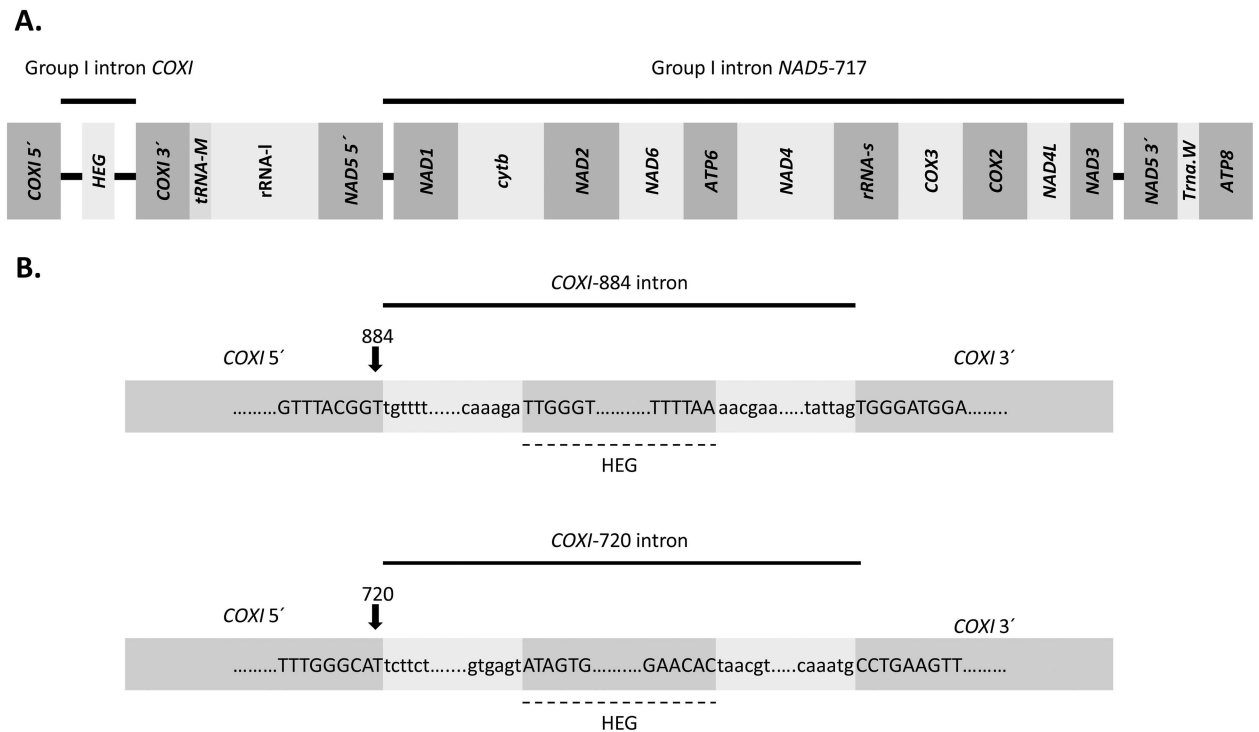 A.
Group I intron COXI
Group I intron NAD5-717
COXI 5´
HEG
COXI 3´
tRNA-M
rRNA-l
NAD5 5´
NAD1
cytb
NAD2
NAD6
ATP6
NAD4
rRNA-s
COX3
COX2
NAD4L
NAD3
NAD5 3´
Trna.W
ATP8
B.
COXI-884 intron
884
COXI 5´
COXI 3´
………GTTTACGGTtgtttt……caaagaTTGGGT……..…TTTTAAaacgaa…..tattagTGGGATGGA……..
HEG
COXI-720 intron
720
COXI 5´
COXI 3´
………TTTGGGCATtcttct…….gtgagtATAGTG…….…GAACACtaacgt…..caaatgCCTGAAGTT………
HEG